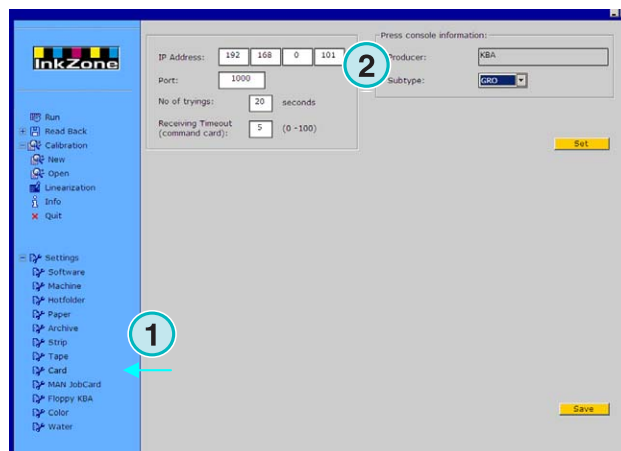 InkZone
Run
Read Back
Calibration
New
Open
Linearization
Info
Quit
Settings
Software
Machine
Hotfolder
Paper
Archive
Strip
Tape
Card
MAN JobCard
Floppy KBA
Color
Water
1
IP Address: 192 168 0 101
Port: 1000
No of tryings: 20 seconds
Receiving Timeout
(command card): 5 (0 -100)
2
Press console information:
Producer: KBA
Subtype: GRO
Set
Save